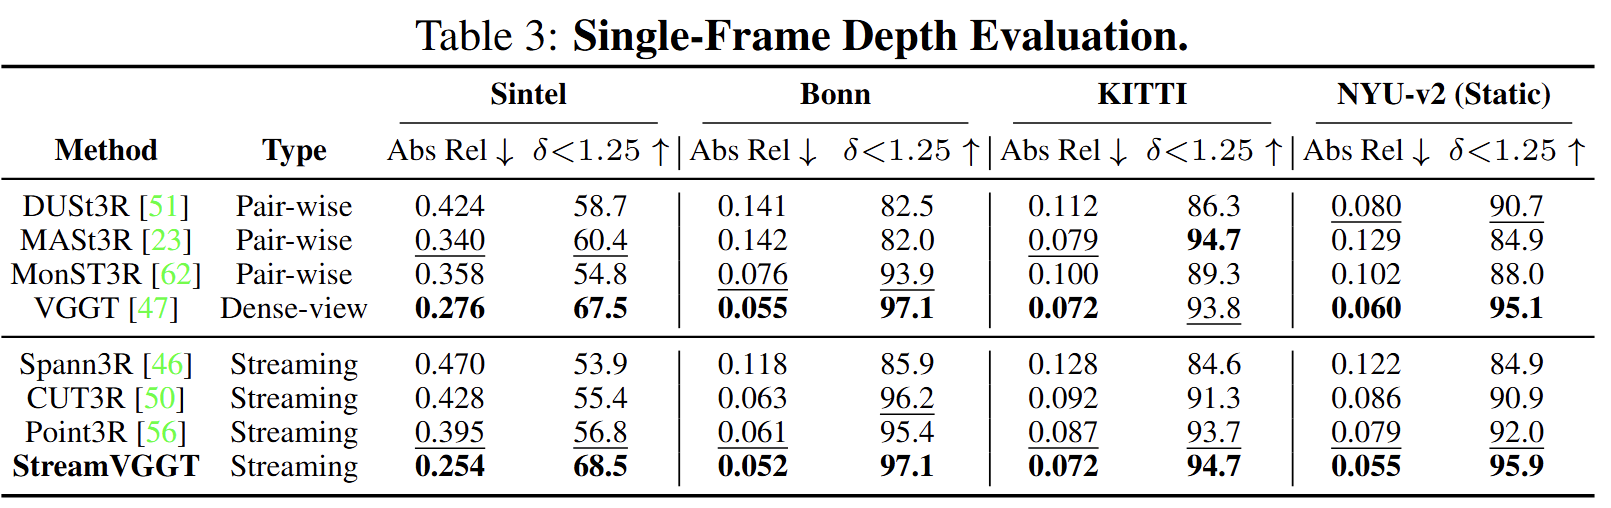 Table 3: Single-Frame Depth Evaluation.
Sintel Bonn KITTI NYU-v2 (Static)
Method Type Abs Rel ↓ δ<1.25 ↑ Abs Rel ↓ δ<1.25 ↑ Abs Rel ↓ δ<1.25 ↑ Abs Rel ↓ δ<1.25 ↑
DUSt3R [51] Pair-wise 0.424 58.7 0.141 82.5 0.112 86.3 0.080 90.7
MASt3R [23] Pair-wise 0.340 60.4 0.142 82.0 0.079 94.7 0.129 84.9
MonST3R [62] Pair-wise 0.358 54.8 0.076 93.9 0.100 89.3 0.102 88.0
VGGT [47] Dense-view 0.276 67.5 0.055 97.1 0.072 93.8 0.060 95.1
Spann3R [46] Streaming 0.470 53.9 0.118 85.9 0.128 84.6 0.122 84.9
CUT3R [50] Streaming 0.428 55.4 0.063 96.2 0.092 91.3 0.086 90.9
Point3R [56] Streaming 0.395 56.8 0.061 95.4 0.087 93.7 0.079 92.0
StreamVGGT Streaming 0.254 68.5 0.052 97.1 0.072 94.7 0.055 95.9